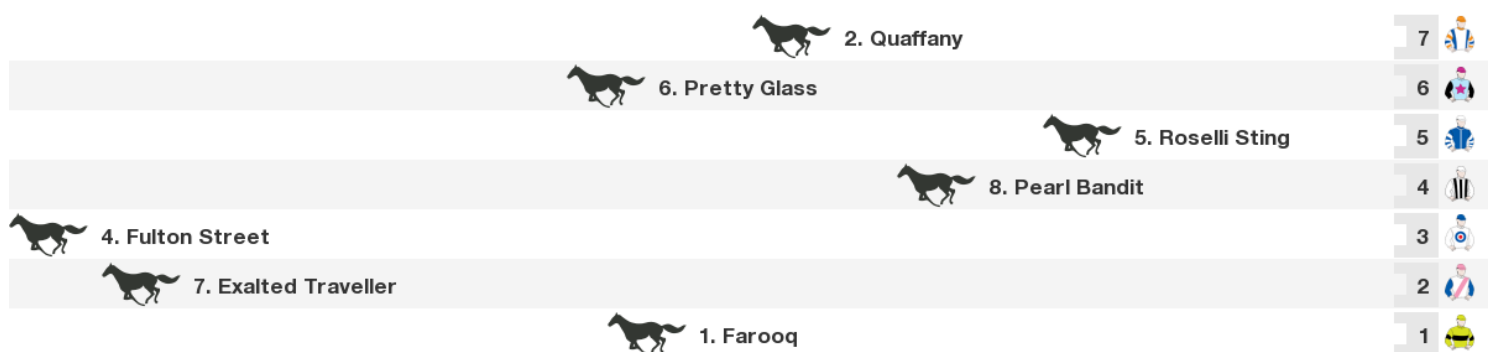 2. Quaffany 7
6. Pretty Glass 6
5. Roselli Sting 5
8. Pearl Bandit 4
4. Fulton Street 3
7. Exalted Traveller 2
1. Farooq 1